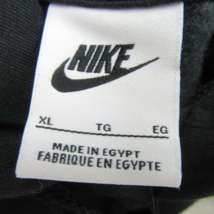 NIKE
XL TG EG
MADE IN EGYPT
FABRIQUE EN EGYPTE